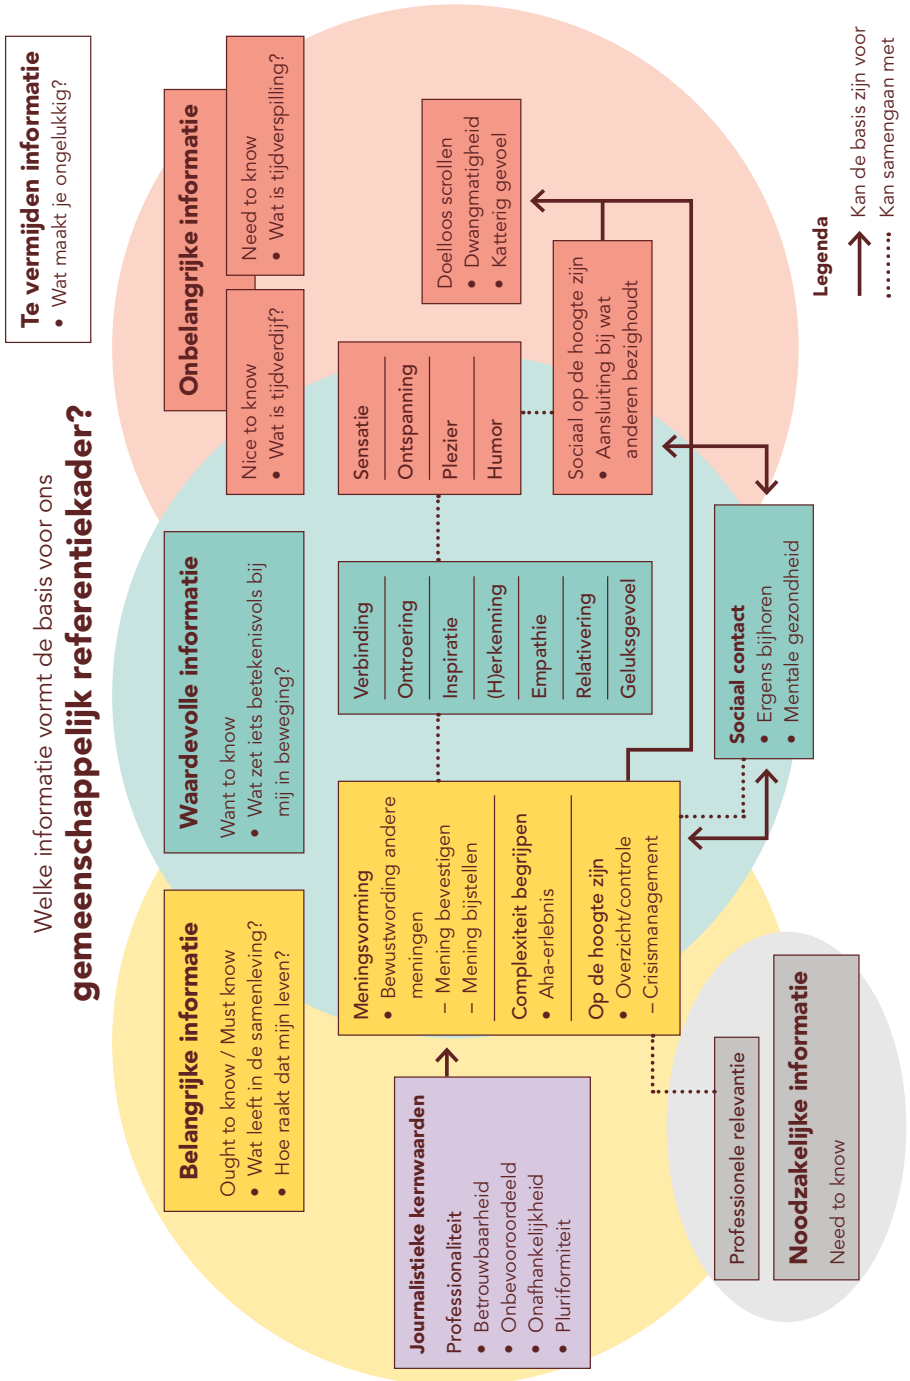 Welke informatie vormt de basis voor ons
gemeenschappelijk referentiekader?
Te vermijden informatie
• Wat maakt je ongelukkig?
Belangrijke informatie
Ought to know / Must know
• Wat leeft in de samenleving?
• Hoe raakt dat mijn leven?
Waardevolle informatie
Want to know
• Wat zet iets betekenisvols bij
mij in beweging?
Onbelangrijke informatie
Nice to know
• Wat is tijdverdijf?
Need to know
• Wat is tijdverspilling?
Journalistieke kernwaarden
Professionaliteit
• Betrouwbaarheid
• Onbevooroordeeld
• Onafhankelijkheid
• Pluriformiteit
Meningsvorming
• Bewustwording andere
meningen
– Mening bevestigen
– Mening bijstellen
Complexiteit begrijpen
• Aha-erlebnis
Op de hoogte zijn
• Overzicht/controle
– Crisismanagement
Verbinding
Ontroering
Inspiratie
(H)erkenning
Empathie
Relativering
Geluksgevoel
Sensatie
Ontspanning
Plezier
Humor
Doelloos scrollen
• Dwangmatigheid
• Katterig gevoel
Sociaal op de hoogte zijn
• Aansluiting bij wat
anderen bezighoudt
Sociaal contact
• Ergens bijhoren
• Mentale gezondheid
Professionele relevantie
Noodzakelijke informatie
Need to know
Legenda
Kan de basis zijn voor
Kan samengaan met